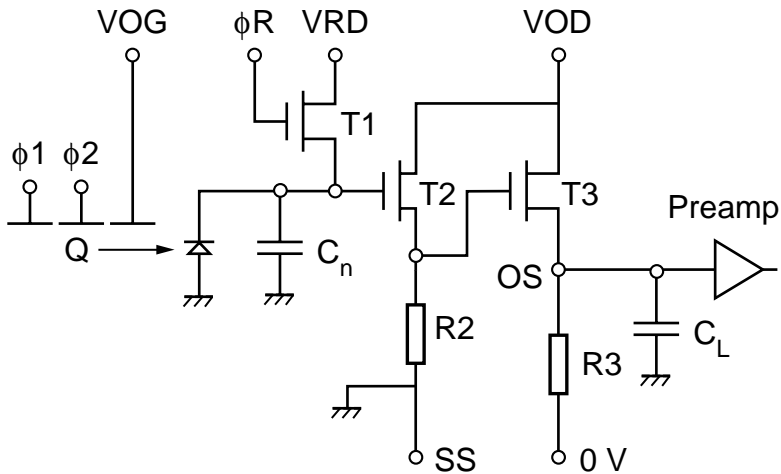 VOG
ϕR
VRD
VOD
T1
ϕ1
ϕ2
T2
T3
Preamp
Q
Cn
OS
R2
R3
CL
SS
0 V